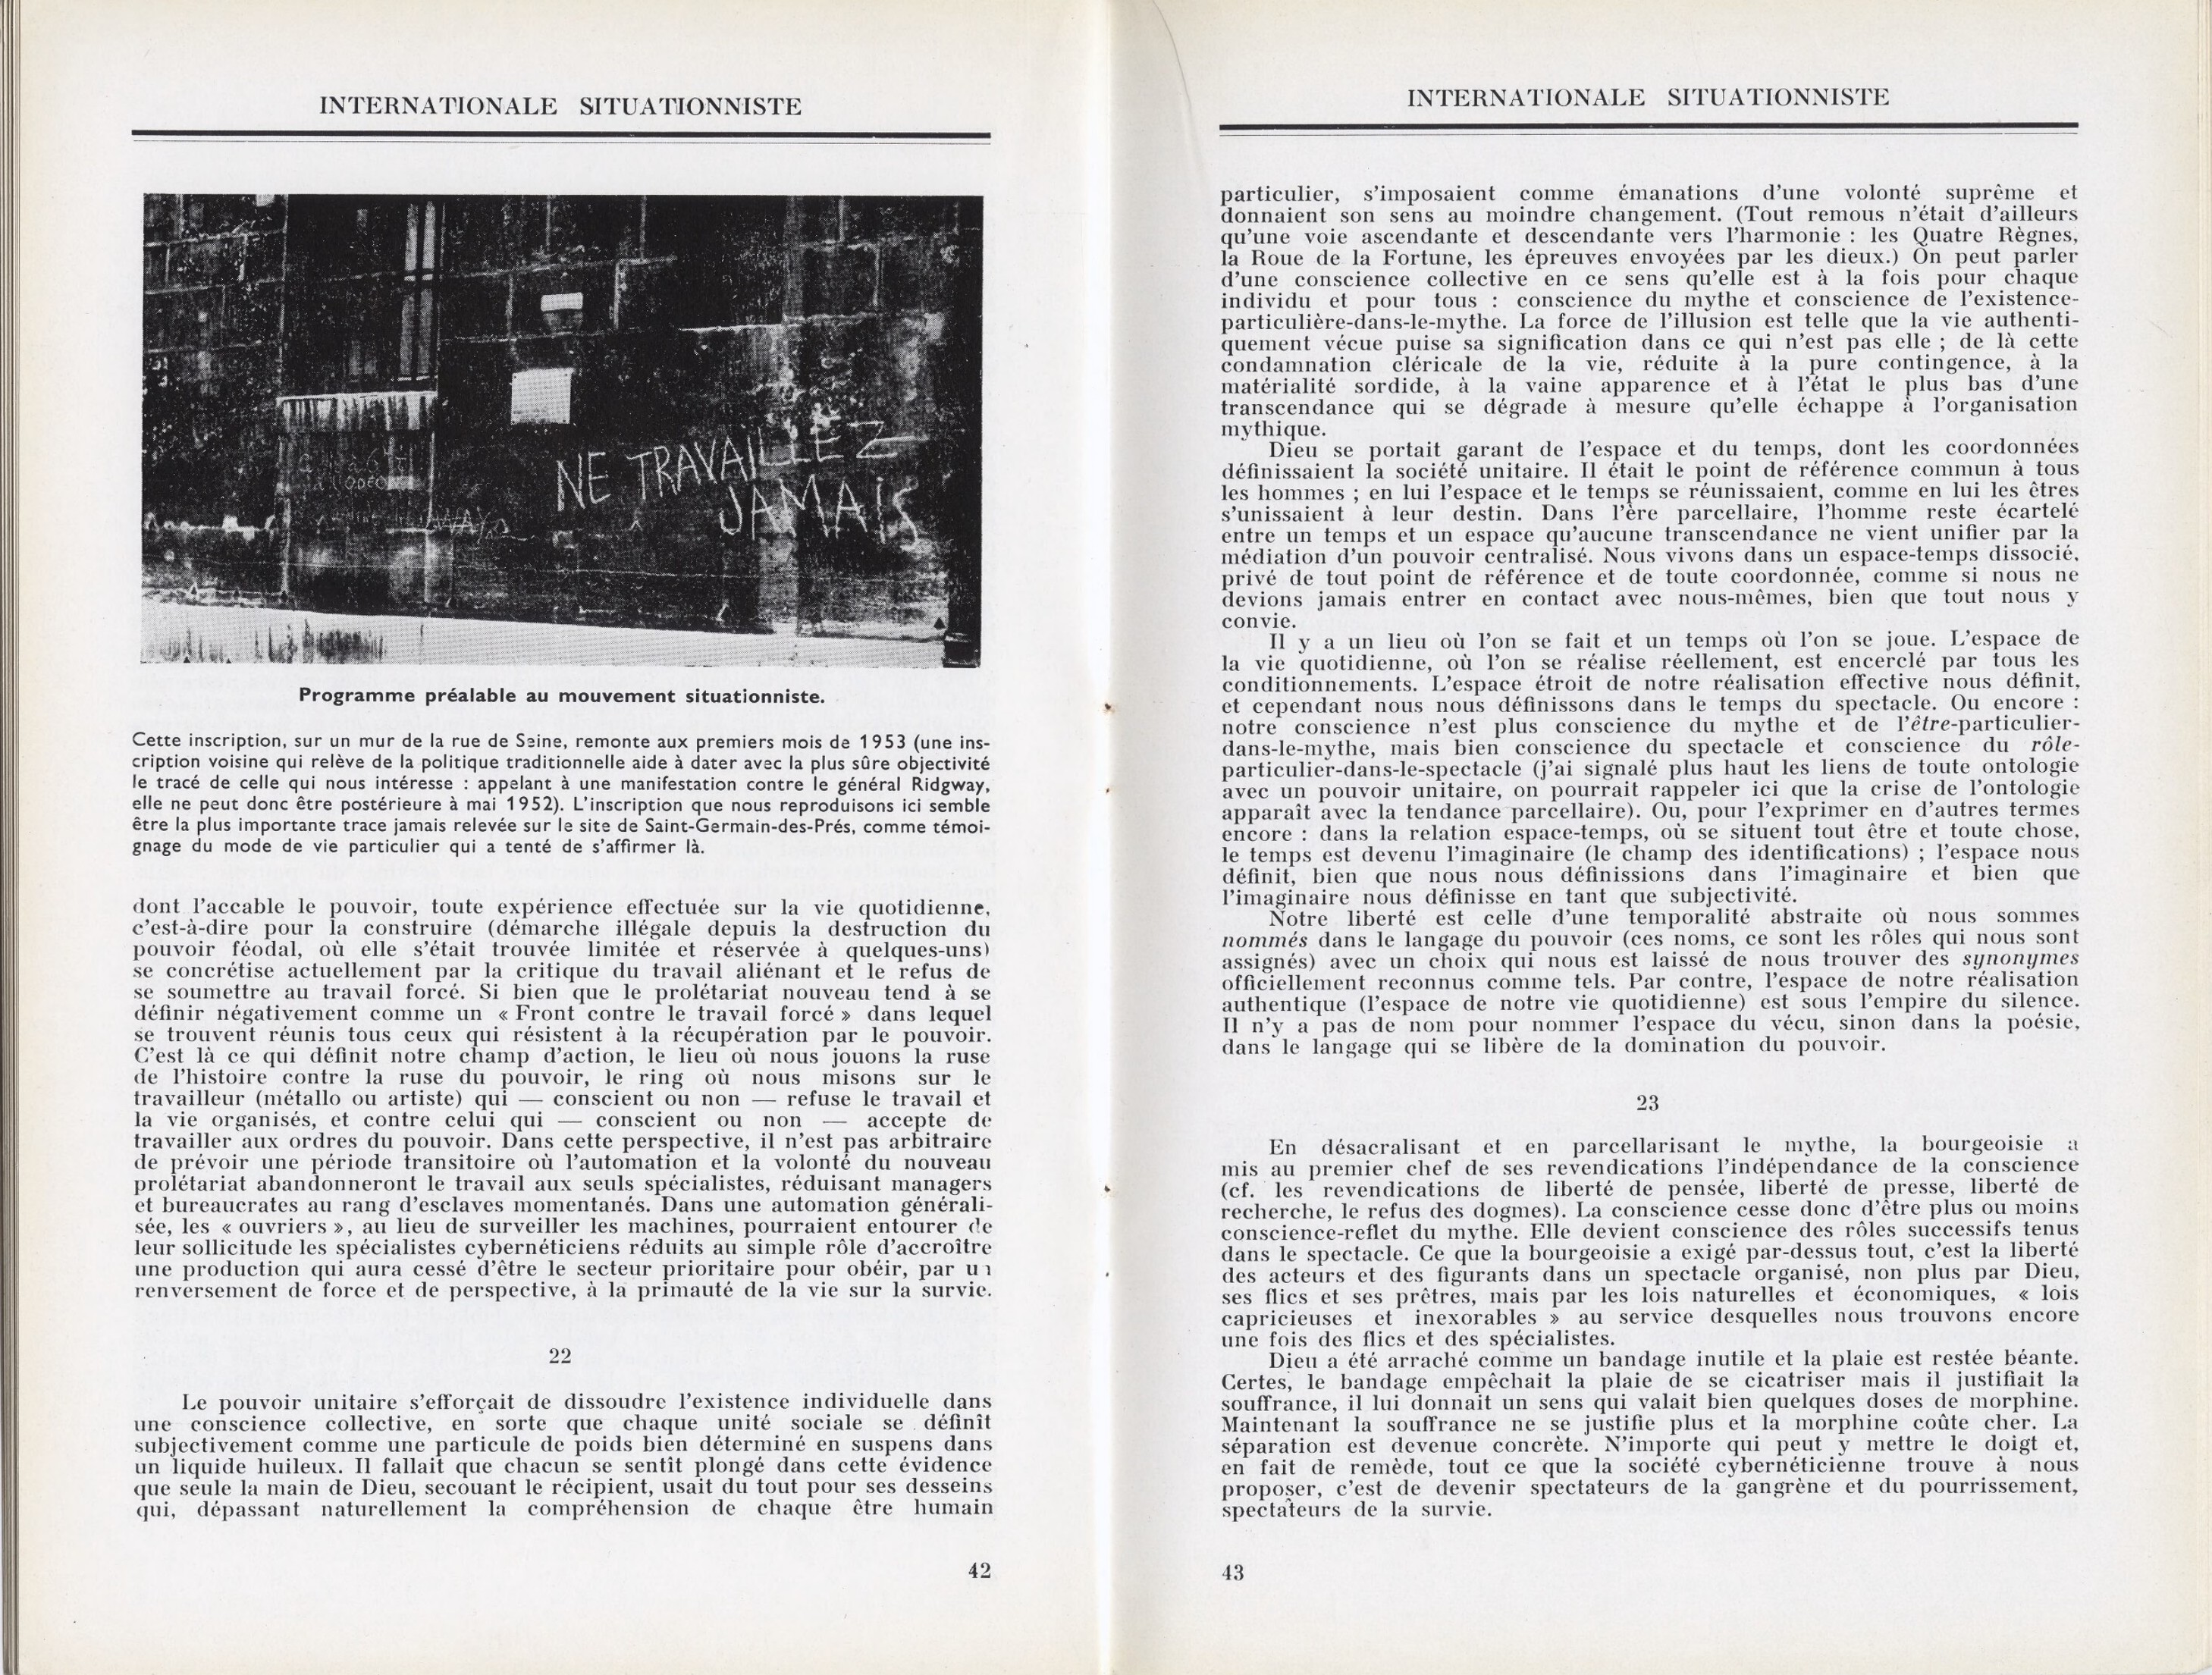 INTERNATIONALE SITUATIONNISTE
NE TRAVAILLEZ
JAMAIS
Programme préalable au mouvement situationniste.
Cette inscription, sur un mur de la rue de Seine, remonte aux premiers mois de 1953 (une ins-
cription voisine qui relève de la politique traditionnelle aide à dater avec la plus sûre objectivité
le tracé de celle qui nous intéresse : appelant à une manifestation contre le général Ridgway,
elle ne peut donc être postérieure à mai 1952). L'inscription que nous reproduisons ici semble
être la plus importante trace jamais relevée sur le site de Saint-Germain-des-Prés, comme témoi-
gnage du mode de vie particulier qui a tenté de s'affirmer là.
dont l'accable le pouvoir, toute expérience effectuée sur la vie quotidienne,
c'est-à-dire pour la construire (démarche illégale depuis la destruction du
pouvoir féodal, où elle s'était trouvée limitée et réservée à quelques-uns)
se concrétise actuellement par la critique du travail aliénant et le refus de
se soumettre au travail forcé. Si bien que le prolétariat nouveau tend à se
définir négativement comme un « Front contre le travail forcé » dans lequel
se trouvent réunis tous ceux qui résistent à la récupération par le pouvoir.
C'est là ce qui définit notre champ d'action, le lieu où nous jouons la ruse
de l'histoire contre la ruse du pouvoir, le ring où nous misons sur le
travailleur (métallo ou artiste) qui — conscient ou non — refuse le travail et
la vie organisés, et contre celui qui — conscient ou non — accepte de
travailler aux ordres du pouvoir. Dans cette perspective, il n'est pas arbitraire
de prévoir une période transitoire où l'automation et la volonté du nouveau
prolétariat abandonneront le travail aux seuls spécialistes, réduisant managers
et bureaucrates au rang d'esclaves momentanés. Dans une automation générali-
sée, les « ouvriers », au lieu de surveiller les machines, pourraient entourer de
leur sollicitude les spécialistes cybernéticiens réduits au simple rôle d'accroître
une production qui aura cessé d'être le secteur prioritaire pour obéir, par un
renversement de force et de perspective, à la primauté de la vie sur la survie.
22
Le pouvoir unitaire s'efforçait de dissoudre l'existence individuelle dans
une conscience collective, en sorte que chaque unité sociale se définît
subjectivement comme une particule de poids bien déterminé en suspens dans
un liquide huileux. Il fallait que chacun se sentît plongé dans cette évidence
que seule la main de Dieu, secouant le récipient, usait du tout pour ses desseins
qui, dépassant naturellement la compréhension de chaque être humain
42
INTERNATIONALE SITUATIONNISTE
particulier, s'imposaient comme émanations d'une volonté suprême et
donnaient son sens au moindre changement. (Tout remous n'était d'ailleurs
qu'une voie ascendante et descendante vers l'harmonie : les Quatre Règnes,
la Roue de la Fortune, les épreuves envoyées par les dieux.) On peut parler
d'une conscience collective en ce sens qu'elle est à la fois pour chaque
individu et pour tous : conscience du mythe et conscience de l'existence-
particulière-dans-le-mythe. La force de l'illusion est telle que la vie authenti-
quement vécue puise sa signification dans ce qui n'est pas elle ; de là cette
condamnation cléricale de la vie, réduite à la pure contingence, à la
matérialité sordide, à la vaine apparence et à l'état le plus bas d'une
transcendance qui se dégrade à mesure qu'elle échappe à l'organisation
mythique.
Dieu se portait garant de l'espace et du temps, dont les coordonnées
définissaient la société unitaire. Il était le point de référence commun à tous
les hommes ; en lui l'espace et le temps se réunissaient, comme en lui les êtres
s'unissaient à leur destin. Dans l'ère parcellaire, l'homme reste écartelé
entre un temps et un espace qu'aucune transcendance ne vient unifier par la
médiation d'un pouvoir centralisé. Nous vivons dans un espace-temps dissocié,
privé de tout point de référence et de toute coordonnée, comme si nous ne
devions jamais entrer en contact avec nous-mêmes, bien que tout nous y
convie.
Il y a un lieu où l'on se fait et un temps où l'on se joue. L'espace de
la vie quotidienne, où l'on se réalise réellement, est encerclé par tous les
conditionnements. L'espace étroit de notre réalisation effective nous définit,
et cependant nous nous définissons dans le temps du spectacle. Ou encore :
notre conscience n'est plus conscience du mythe et de l'être-particulier-
dans-le-mythe, mais bien conscience du spectacle et conscience du rôle-
particulier-dans-le-spectacle (j'ai signalé plus haut les liens de toute ontologie
avec un pouvoir unitaire, on pourrait rappeler ici que la crise de l'ontologie
apparaît avec la tendance parcellaire). Ou, pour l'exprimer en d'autres termes
encore : dans la relation espace-temps, où se situent tout être et toute chose,
le temps est devenu l'imaginaire (le champ des identifications) ; l'espace nous
définit, bien que nous nous définissions dans l'imaginaire et bien que
l'imaginaire nous définisse en tant que subjectivité.
Notre liberté est celle d'une temporalité abstraite où nous sommes
nommés dans le langage du pouvoir (ces noms, ce sont les rôles qui nous sont
assignés) avec un choix qui nous est laissé de nous trouver des synonymes
officiellement reconnus comme tels. Par contre, l'espace de notre réalisation
authentique (l'espace de notre vie quotidienne) est sous l'empire du silence.
Il n'y a pas de nom pour nommer l'espace du vécu, sinon dans la poésie,
dans le langage qui se libère de la domination du pouvoir.
23
En désacralisant et en parcellarisant le mythe, la bourgeoisie a
mis au premier chef de ses revendications l'indépendance de la conscience
(cf. les revendications de liberté de pensée, liberté de presse, liberté de
recherche, le refus des dogmes). La conscience cesse donc d'être plus ou moins
conscience-reflet du mythe. Elle devient conscience des rôles successifs tenus
dans le spectacle. Ce que la bourgeoisie a exigé par-dessus tout, c'est la liberté
des acteurs et des figurants dans un spectacle organisé, non plus par Dieu,
ses flics et ses prêtres, mais par les lois naturelles et économiques, « lois
capricieuses et inexorables » au service desquelles nous trouvons encore
une fois des flics et des spécialistes.
Dieu a été arraché comme un bandage inutile et la plaie est restée béante.
Certes, le bandage empêchait la plaie de se cicatriser mais il justifiait la
souffrance, il lui donnait un sens qui valait bien quelques doses de morphine.
Maintenant la souffrance ne se justifie plus et la morphine coûte cher. La
séparation est devenue concrète. N'importe qui peut y mettre le doigt et,
en fait de remède, tout ce que la société cybernéticienne trouve à nous
proposer, c'est de devenir spectateurs de la gangrène et du pourrissement,
spectateurs de la survie.
43